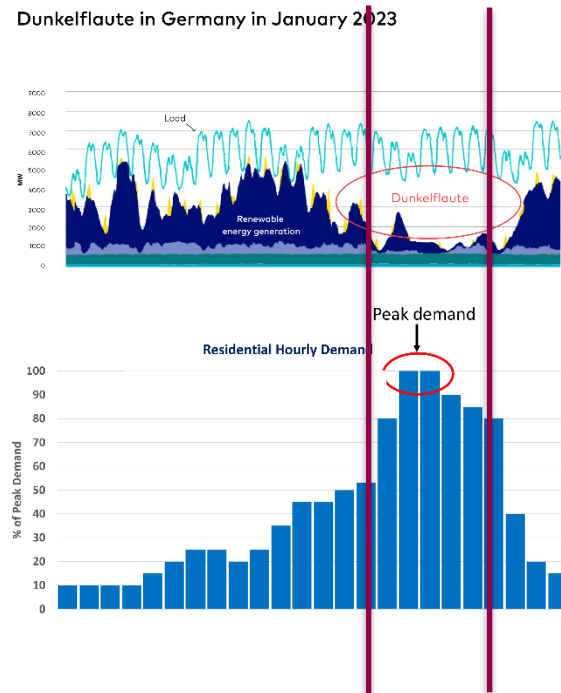 Dunkelflaute in Germany in January 2023
9000
8000
7000
6000
5000
4000
3000
2000
1000
0
MW
Load
Dunkelflaute
Renewable
energy generation
Peak demand
Residential Hourly Demand
100
90
80
70
60
50
40
30
20
10
0
% of Peak Demand